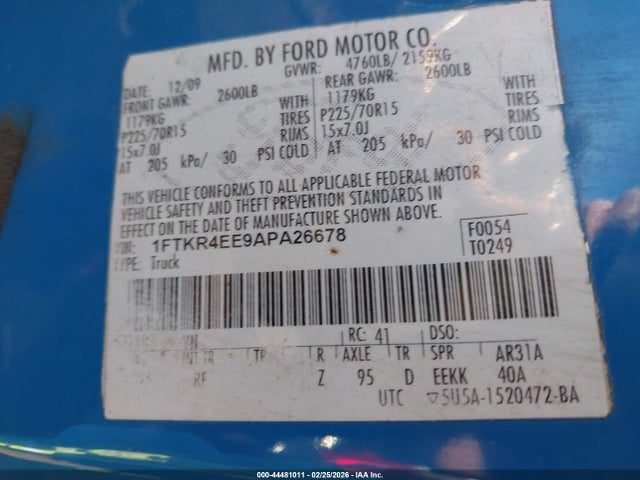 MFD. BY FORD MOTOR CO.
DATE: 12/09 GVWR: 4760LB/ 2159KG
FRONT GAWR: 2600LB REAR GAWR: 2600LB
1179KG WITH 1179KG WITH
P225/70R15 TIRES P225/70R15 TIRES
15x7.0J RIMS 15x7.0J RIMS
AT 205 kPa/ 30 PSI COLD AT 205 kPa/ 30 PSI COLD
THIS VEHICLE CONFORMS TO ALL APPLICABLE FEDERAL MOTOR
VEHICLE SAFETY AND THEFT PREVENTION STANDARDS IN
EFFECT ON THE DATE OF MANUFACTURE SHOWN ABOVE.
VIN: 1FTKR4EE9APA26678 F0054
TYPE: Truck T0249
RC: 41 DSO:
INT TR TP R AXLE TR SPR AR31A
Z 95 D EEKK 40A
UTC ▽5U5A-1520472-BA
000-44481011 - 02/25/2026 - IAA Inc.